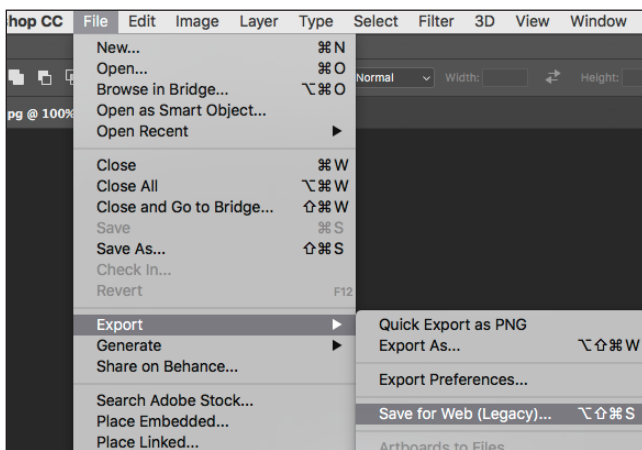 hop CC File Edit Image Layer Type Select Filter 3D View Window
Normal Width: Height:
pg @ 100%
New... ⌘N
Open... ⌘O
Browse in Bridge... ⌥⌘O
Open as Smart Object...
Open Recent ▶
Close ⌘W
Close All ⌥⌘W
Close and Go to Bridge... ⇧⌘W
Save ⌘S
Save As... ⇧⌘S
Check In...
Revert F12
Export ▶
Generate ▶
Share on Behance...
Search Adobe Stock...
Place Embedded...
Place Linked...
Quick Export as PNG
Export As... ⌥⇧⌘W
Export Preferences...
Save for Web (Legacy)... ⌥⇧⌘S
Artboards to Files